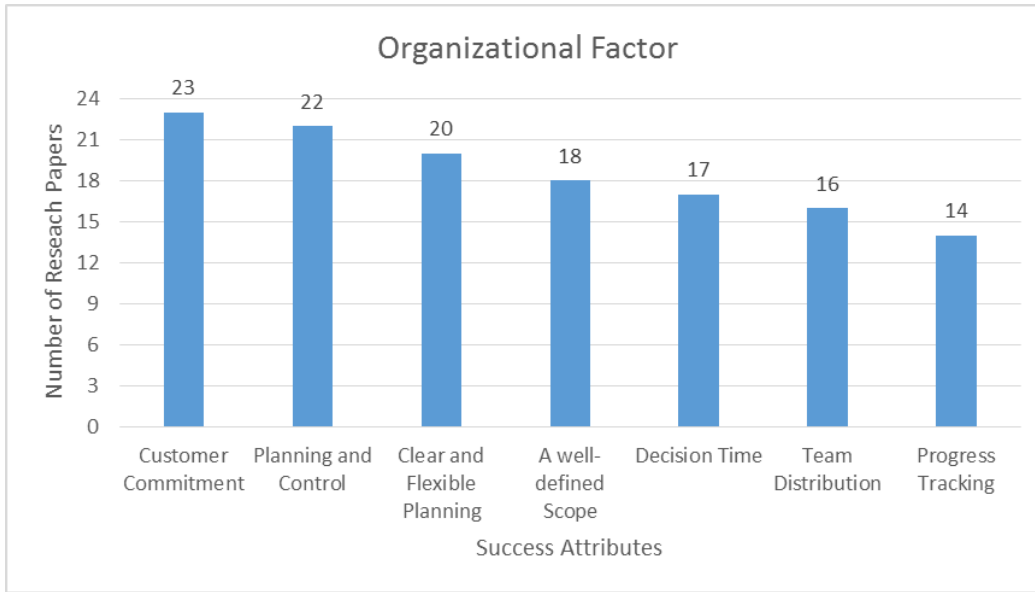 Organizational Factor
Number of Reseach Papers
24
21
18
15
12
9
6
3
0
23
22
20
18
17
16
14
Customer
Commitment
Planning and
Control
Clear and
Flexible
Planning
A well-
defined
Scope
Decision Time
Team
Distribution
Progress
Tracking
Success Attributes